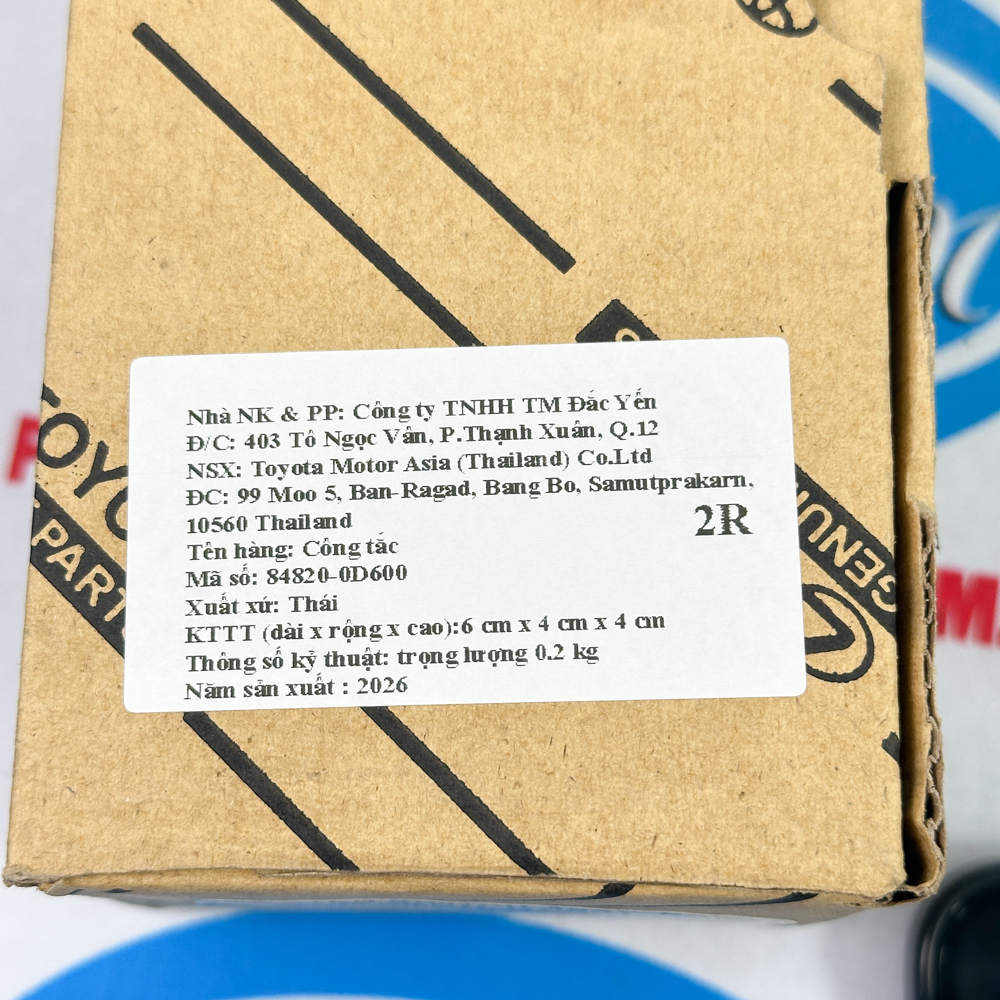 Nhà NK & PP: Công ty TNHH TM Đắc Yến
Đ/C: 403 Tô Ngọc Vân, P.Thạnh Xuân, Q.12
NSX: Toyota Motor Asia (Thailand) Co.Ltd
ĐC: 99 Moo 5, Ban-Ragad, Bang Bo, Samutprakarn,
10560 Thailand
2R
Tên hàng: Công tắc
Mã số: 84820-0D600
Xuất xứ: Thái
KTTT (dài x rộng x cao):6 cm x 4 cm x 4 cm
Thông số kỷ thuật: trọng lượng 0.2 kg
Năm sản xuất : 2026